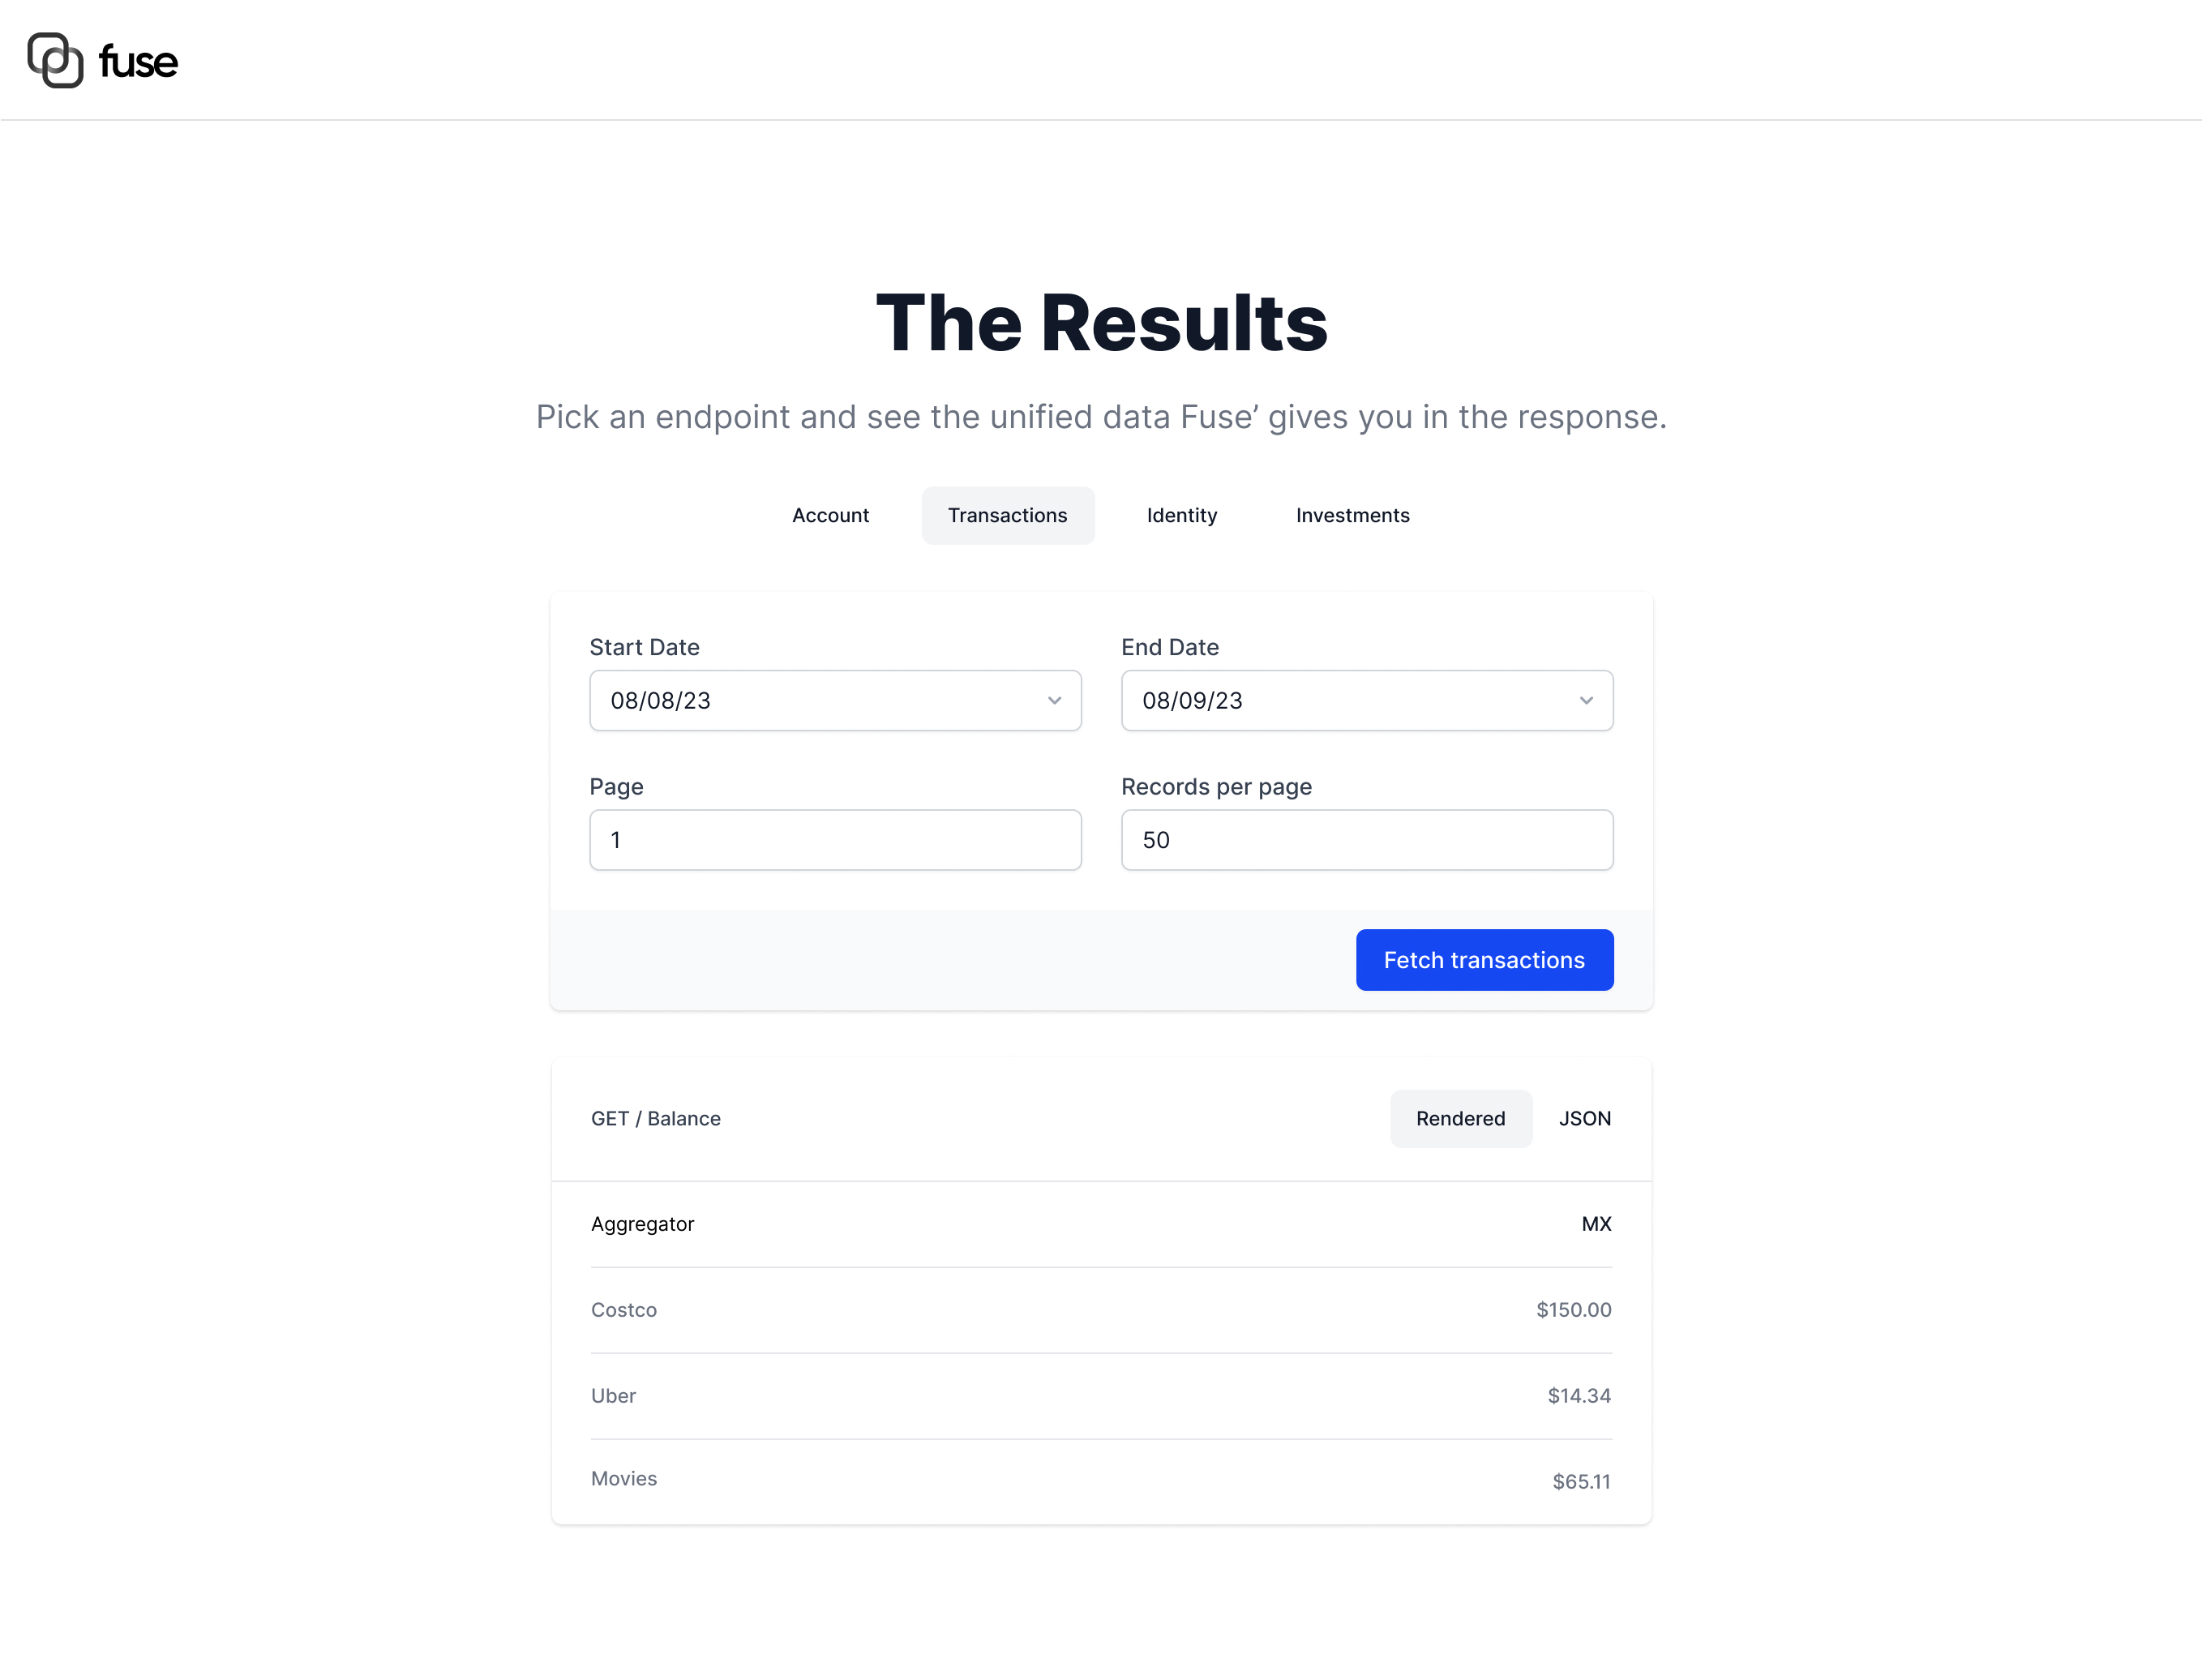 fuse
The Results
Pick an endpoint and see the unified data Fuse’ gives you in the response.
Account Transactions Identity Investments
Start Date End Date
08/08/23 08/09/23
Page Records per page
1 50
Fetch transactions
GET / Balance Rendered JSON
Aggregator MX
Costco $150.00
Uber $14.34
Movies $65.11